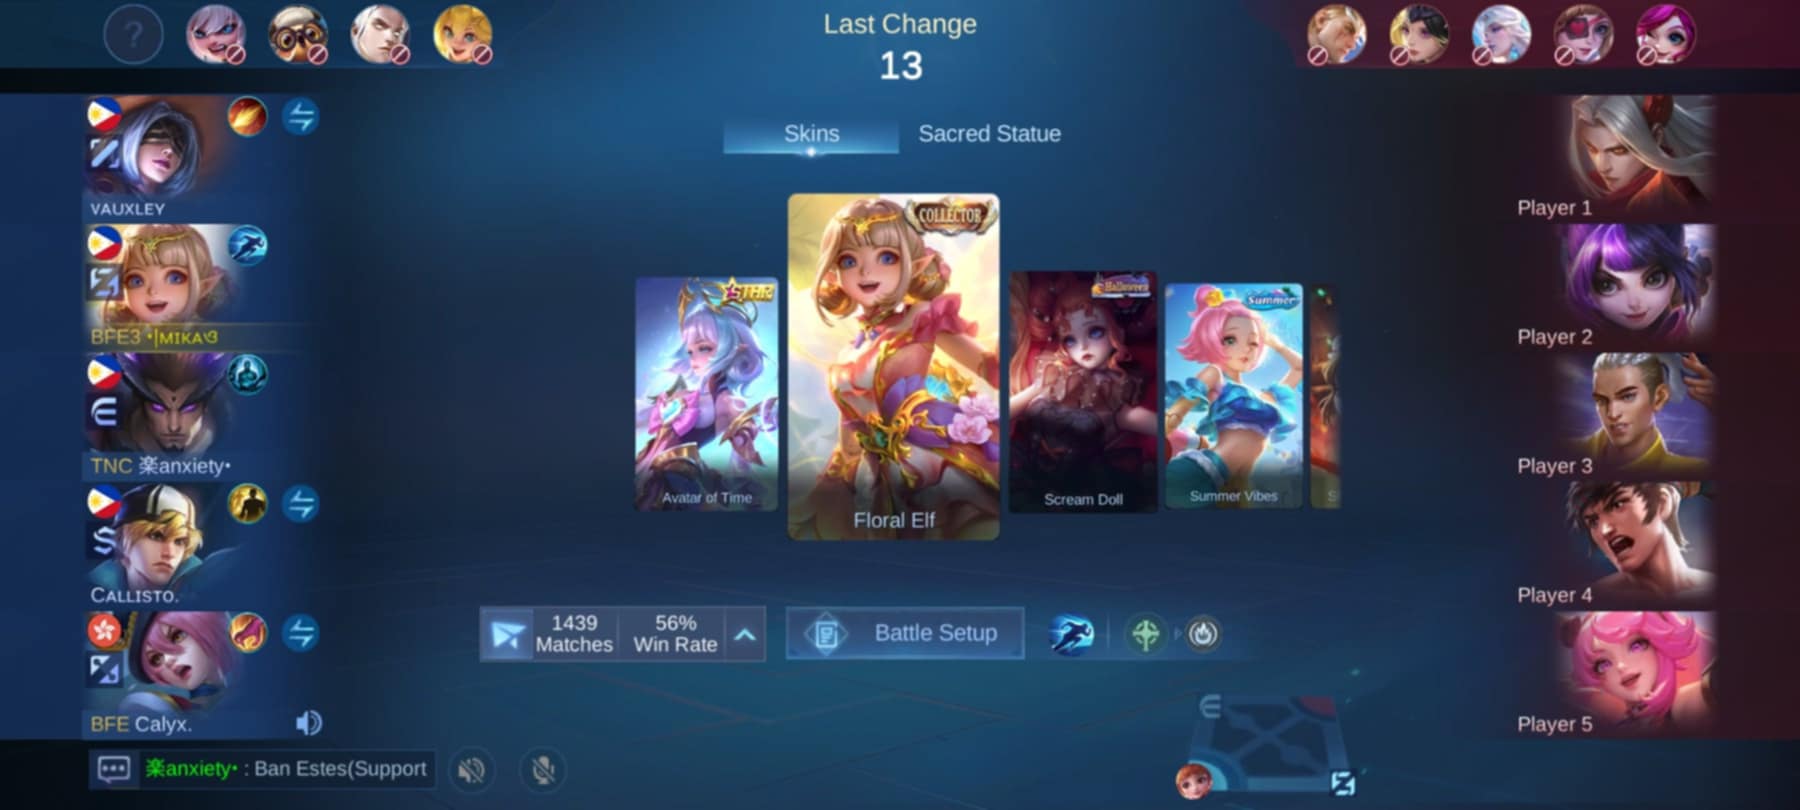 ?
Last Change
13
Skins
Sacred Statue
VAUXLEY
BFE3 •|MIKA
TNC 楽anxiety•
CALLISTO.
BFE Calyx.
STAR
Avatar of Time
COLLECTOR
Floral Elf
Halloween
Scream Doll
Summer
Summer Vibes
S
1439
Matches
56%
Win Rate
Battle Setup
Player 1
Player 2
Player 3
Player 4
Player 5
楽anxiety• : Ban Estes(Support